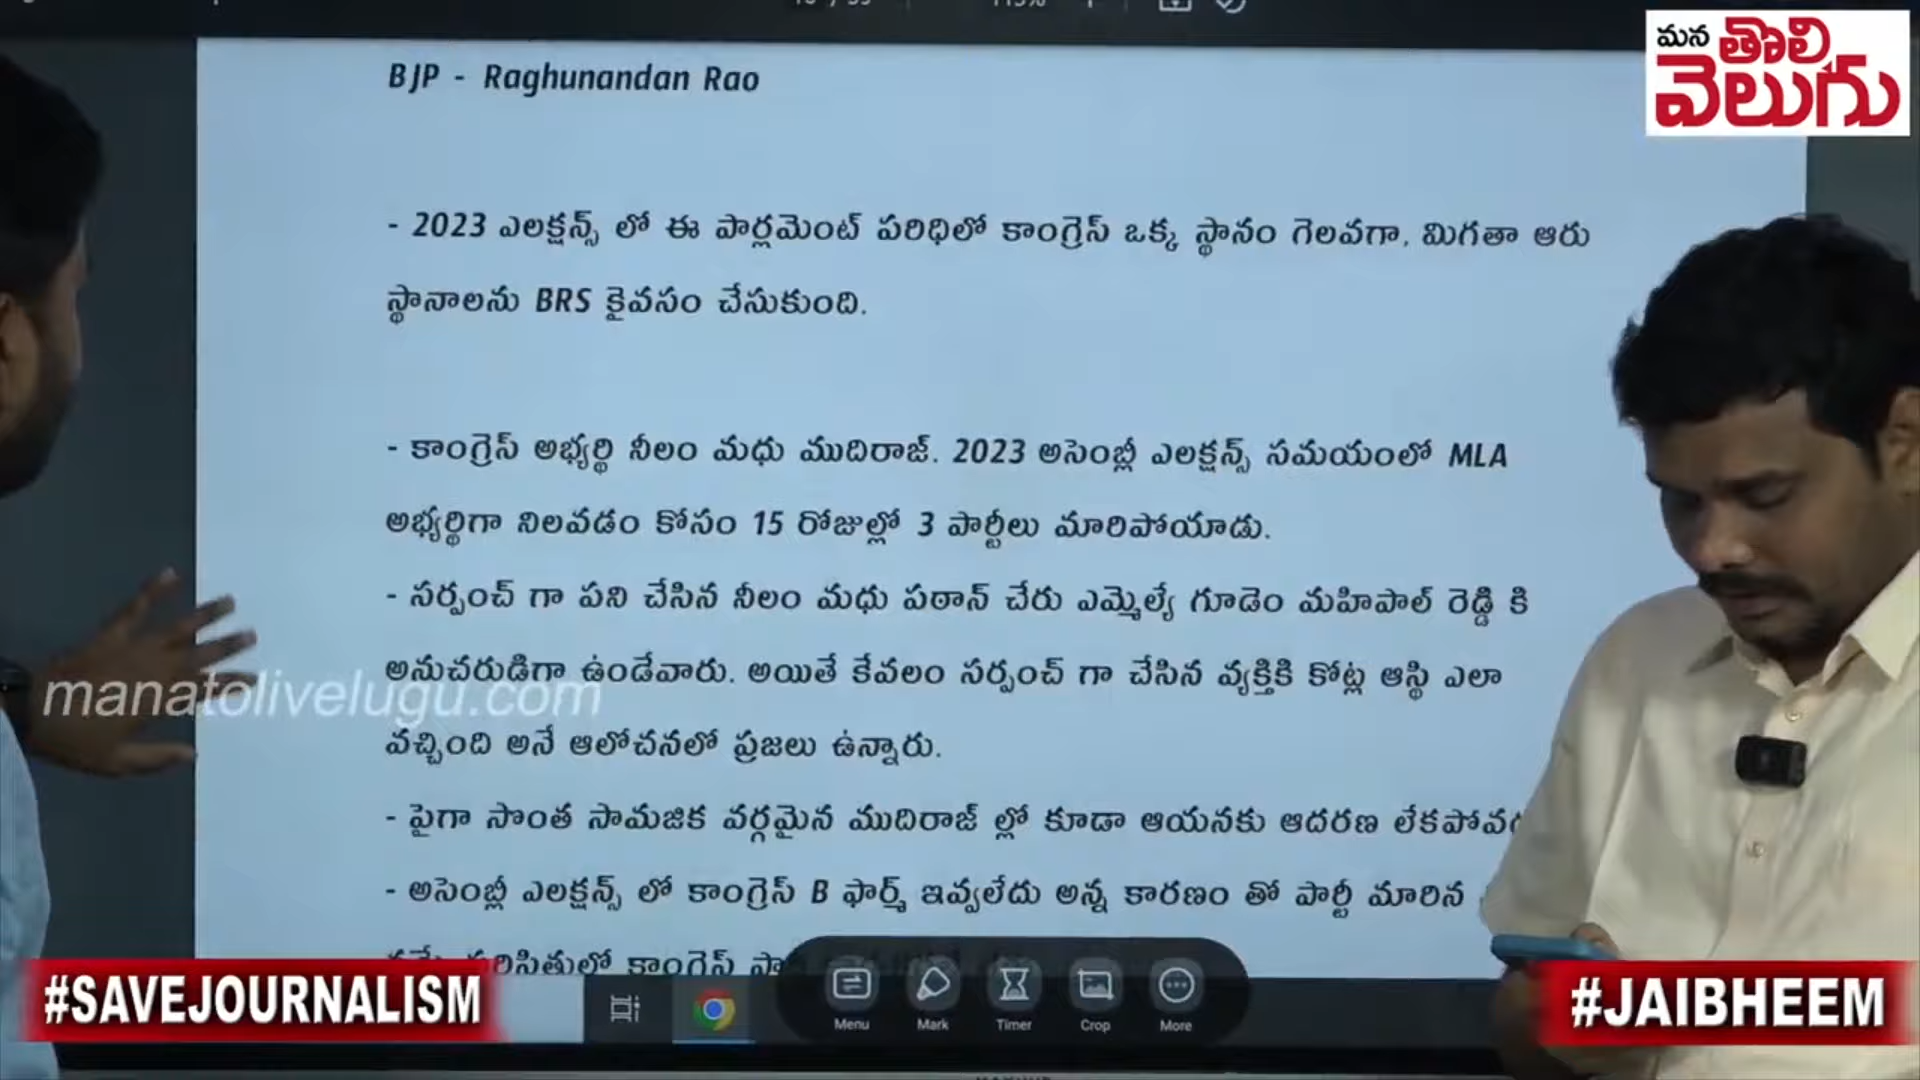 113%
మన
తొలి
వెలుగు
BJP - Raghunandan Rao
- 2023 ఎలక్షన్స్ లో ఈ పార్లమెంట్ పరిధిలో కాంగ్రెస్ ఒక్క స్థానం గెలవగా, మిగతా ఆరు
స్థానాలను BRS కైవసం చేసుకుంది.
- కాంగ్రెస్ అభ్యర్థి నీలం మధు ముదిరాజ్. 2023 అసెంబ్లీ ఎలక్షన్స్ సమయంలో MLA
అభ్యర్థిగా నిలవడం కోసం 15 రోజుల్లో 3 పార్టీలు మారిపోయాడు.
- సర్పంచ్ గా పని చేసిన నీలం మధు పఠాన్ చేరు ఎమ్మెల్యే గూడెం మహిపాల్ రెడ్డి కి
అనుచరుడిగా ఉండేవారు. అయితే కేవలం సర్పంచ్ గా చేసిన వ్యక్తికి కోట్ల ఆస్థి ఎలా
manatolivelugu.com
వచ్చింది అనే ఆలోచనలో ప్రజలు ఉన్నారు.
- పైగా సొంత సామజిక వర్గమైన ముదిరాజ్ ల్లో కూడా ఆయనకు ఆదరణ
- అసెంబ్లీ ఎలక్షన్స్ లో కాంగ్రెస్ B ఫార్మ్ ఇవ్వలేదు అన్న కారణం తో పార్టీ మారిన
కాంగ్రెస్
#SAVEJOURNALISM
Menu Mark Timer Crop More
#JAIBHEEM